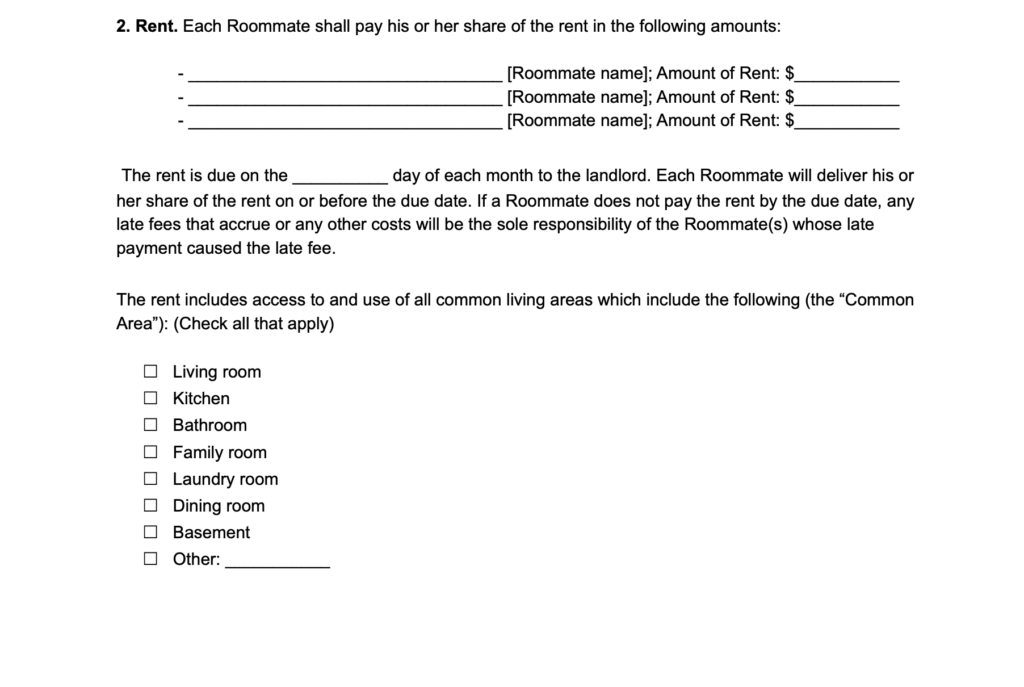 2. Rent. Each Roommate shall pay his or her share of the rent in the following amounts:
- __________________________________ [Roommate name]; Amount of Rent: $___________
- __________________________________ [Roommate name]; Amount of Rent: $___________
- __________________________________ [Roommate name]; Amount of Rent: $___________
The rent is due on the __________ day of each month to the landlord. Each Roommate will deliver his or
her share of the rent on or before the due date. If a Roommate does not pay the rent by the due date, any
late fees that accrue or any other costs will be the sole responsibility of the Roommate(s) whose late
payment caused the late fee.
The rent includes access to and use of all common living areas which include the following (the “Common
Area”): (Check all that apply)
☐ Living room
☐ Kitchen
☐ Bathroom
☐ Family room
☐ Laundry room
☐ Dining room
☐ Basement
☐ Other: ___________